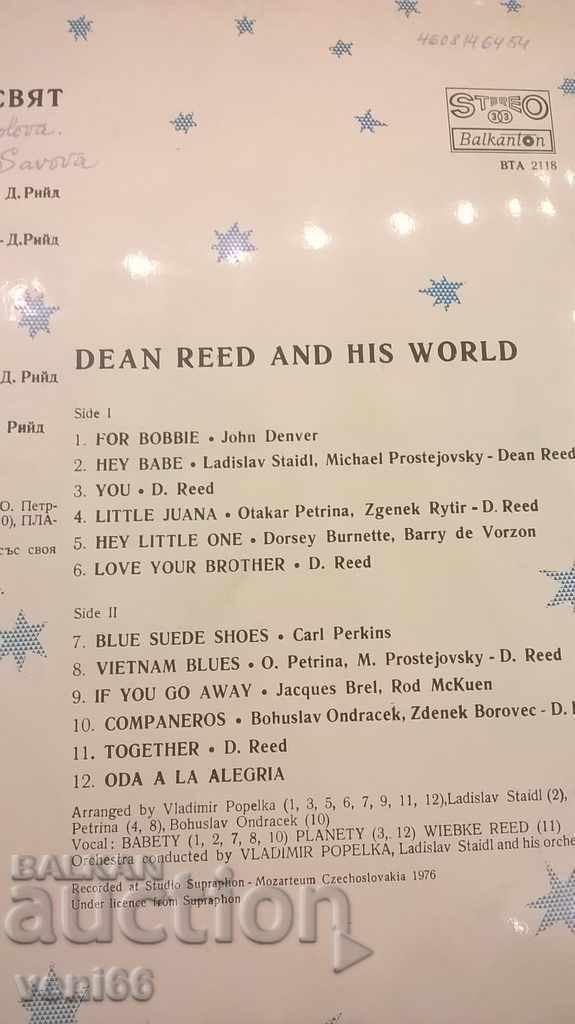 4608146454
СВЯТ
STEREO
303
Balkanton
BTA 2118
Savova
Д. Рийд
- Д.Рийд
DEAN REED AND HIS WORLD
Д. Рийд
Side I
Рийд
1. FOR BOBBIE • John Denver
2. HEY BABE • Ladislav Staidl, Michael Prostejovsky - Dean Reed
3. YOU • D. Reed
О. Петр-
0), ПЛА-
4. LITTLE JUANA • Otakar Petrina, Zgenek Rytir - D. Reed
5. HEY LITTLE ONE • Dorsey Burnette, Barry de Vorzon
със своя
6. LOVE YOUR BROTHER • D. Reed
Side II
7. BLUE SUEDE SHOES • Carl Perkins
8. VIETNAM BLUES • O. Petrina, M. Prostejovsky - D. Reed
9. IF YOU GO AWAY • Jacques Brel, Rod McKuen
10. COMPANEROS • Bohuslav Ondracek, Zdenek Borovec - D.
11. TOGETHER • D. Reed
12. ODA A LA ALEGRIA
Arranged by Vladimir Popelka (1, 3, 5, 6, 7, 9, 11, 12),Ladislav Staidl (2),
Petrina (4, 8), Bohuslav Ondracek (10)
Vocal: BABETY (1, 2, 7, 8, 10) PLANETY (3, 12) WIEBKE REED (11)
Orchestra conducted by VLADIMIR POPELKA, Ladislav Staidl and his orche
Recorded at Studio Supraphon - Mozarteum Czechoslovakia 1976
Under licence from Supraphon
BALKAN
auction
veni66